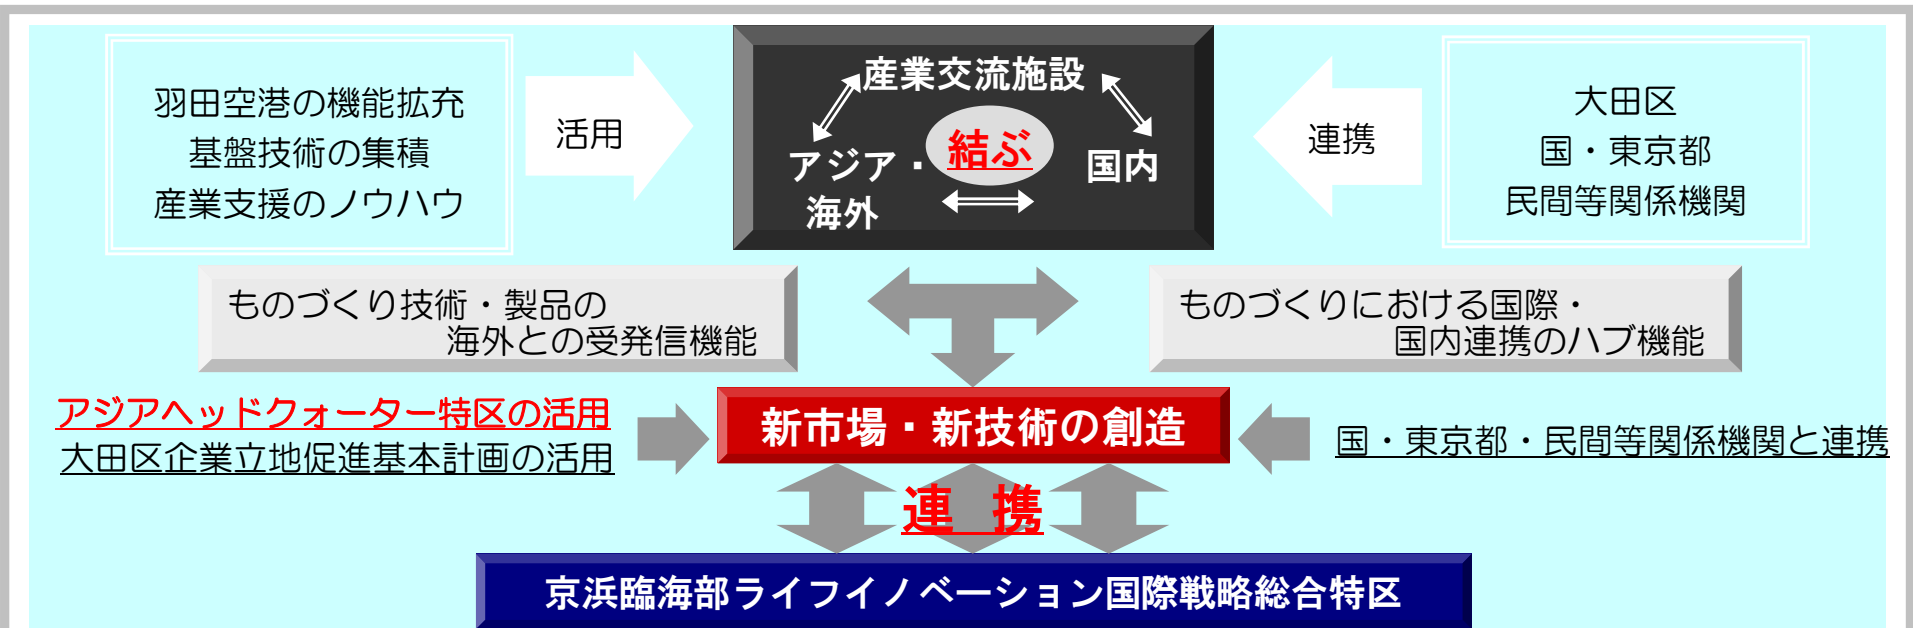 羽田空港の機能拡充
基盤技術の集積
産業支援のノウハウ
活用
産業交流施設
結ぶ
アジア・
海外
国内
連携
大田区
国・東京都
民間等関係機関
ものづくり技術・製品の
海外との受発信機能
ものづくりにおける国際・
国内連携のハブ機能
アジアヘッドクォーター特区の活用
大田区企業立地促進基本計画の活用
新市場・新技術の創造
国・東京都・民間等関係機関と連携
連 携
京浜臨海部ライフイノベーション国際戦略総合特区